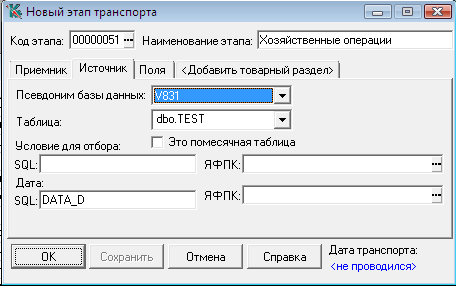 Новый этап транспорта
Код этапа: 00000051 ... Наименование этапа: Хозяйственные операции
Приемник Источник Поля <Добавить товарный раздел>
Псевдоним базы данных: V831
Таблица: dbo.TEST
Условие для отбора: Это помесячная таблица
SQL: ЯФПК: ...
Дата:
SQL: DATA_D ЯФПК: ...
OK Сохранить Отмена Справка Дата транспорта:
<не проводился>